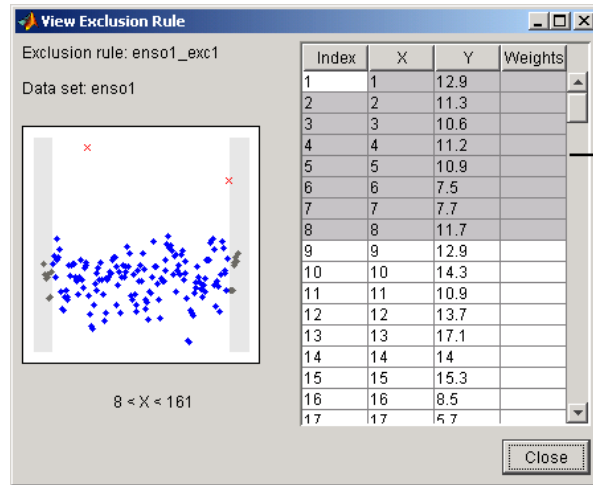 View Exclusion Rule
Exclusion rule: enso1_exc1
Data set: enso1
8 < X < 161
Index X Y Weights
1 1 12.9
2 2 11.3
3 3 10.6
4 4 11.2
5 5 10.9
6 6 7.5
7 7 7.7
8 8 11.7
9 9 12.9
10 10 14.3
11 11 10.9
12 12 13.7
13 13 17.1
14 14 14
15 15 15.3
16 16 8.5
17 17 5.7
Close